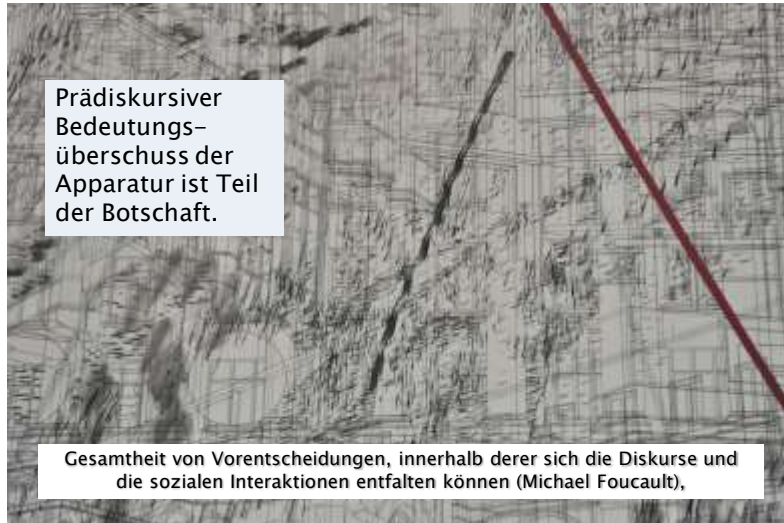 Prädiskursiver
Bedeutungs-
überschuss der
Apparatur ist Teil
der Botschaft.
Gesamtheit von Vorentscheidungen, innerhalb derer sich die Diskurse und
die sozialen Interaktionen entfalten können (Michael Foucault),